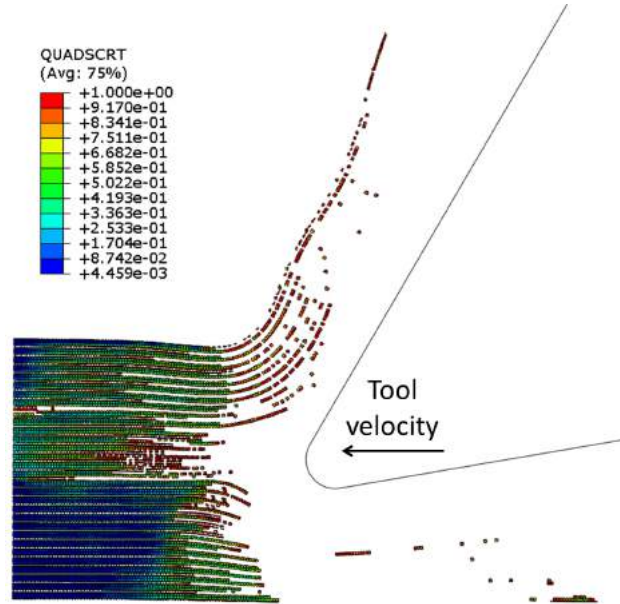 QUADSCRT
(Avg: 75%)
+1.000e+00
+9.170e-01
+8.341e-01
+7.511e-01
+6.682e-01
+5.852e-01
+5.022e-01
+4.193e-01
+3.363e-01
+2.533e-01
+1.704e-01
+8.742e-02
+4.459e-03
Tool
velocity